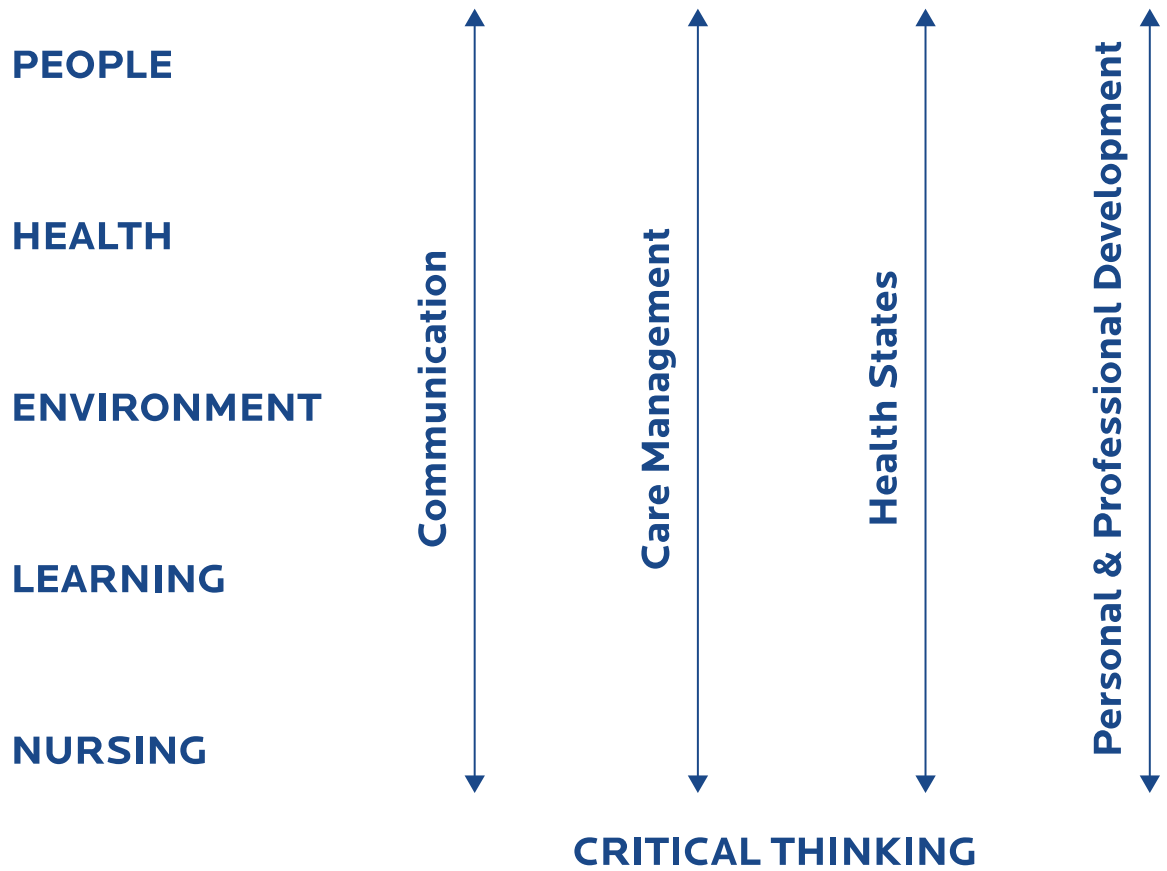 PEOPLE
HEALTH
ENVIRONMENT
LEARNING
NURSING
Communication
Care Management
Health States
Personal & Professional Development
CRITICAL THINKING